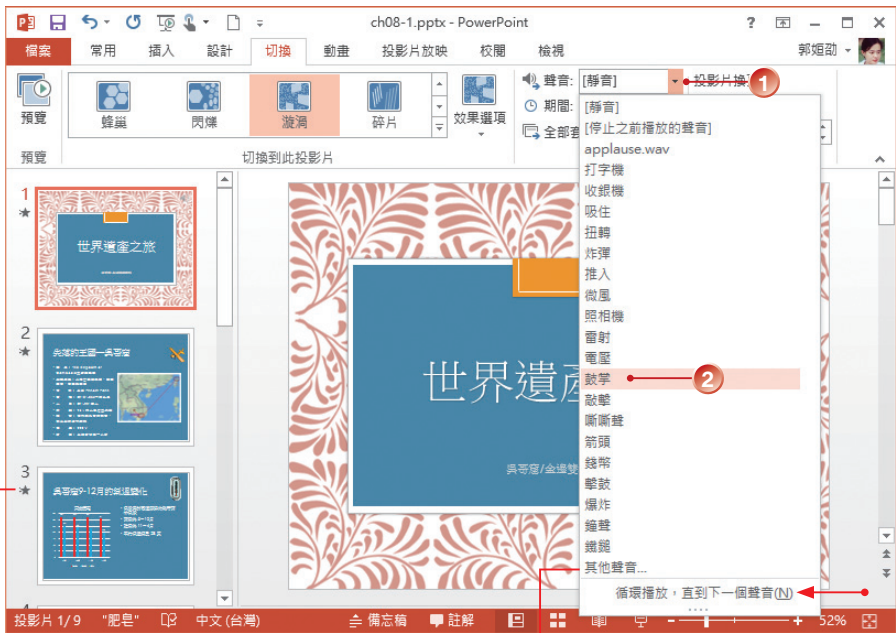 ch08-1.pptx - PowerPoint
檔案 常用 插入 設計 切換 動畫 投影片放映 校閱 檢視 郭姮劭
預覽
蜂巢 閃爍 漩渦 碎片
效果選項
聲音: [靜音] 投影片換
1
期間:
全部套
預覽
切換到此投影片
[靜音]
[停止之前播放的聲音]
applause.wav
打字機
收銀機
吸住
扭轉
炸彈
推入
微風
照相機
雷射
電壓
鼓掌
2
敲擊
嘶嘶聲
箭頭
錢幣
擊鼓
爆炸
鐘聲
鐵鎚
其他聲音...
循環播放，直到下一個聲音(N)
1
世界遺產之旅
2
失落的王國—吳哥窟
3
吳哥窟9-12月的氣溫變化
世界遺產
吳哥窟/金邊雙
投影片 1/9 "肥皂" 中文 (台灣) 備忘稿 註解 52%